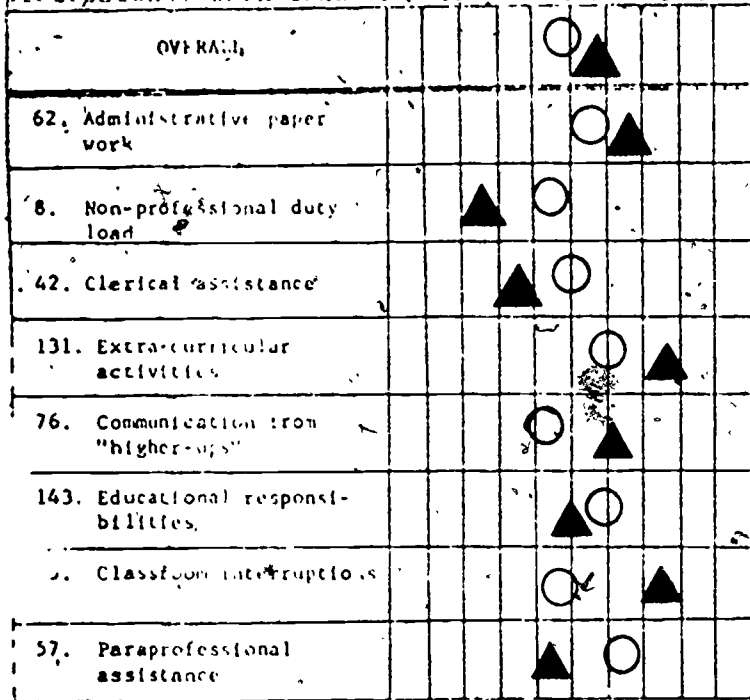 OVERALL
62. Administrative paper
work
8. Non-professional duty
load
42. Clerical assistance
131. Extra-curricular
activities
76. Communication from
"higher-ups"
143. Educational responsi-
bilities
Classroom interruptions
57. Paraprofessional
assistance